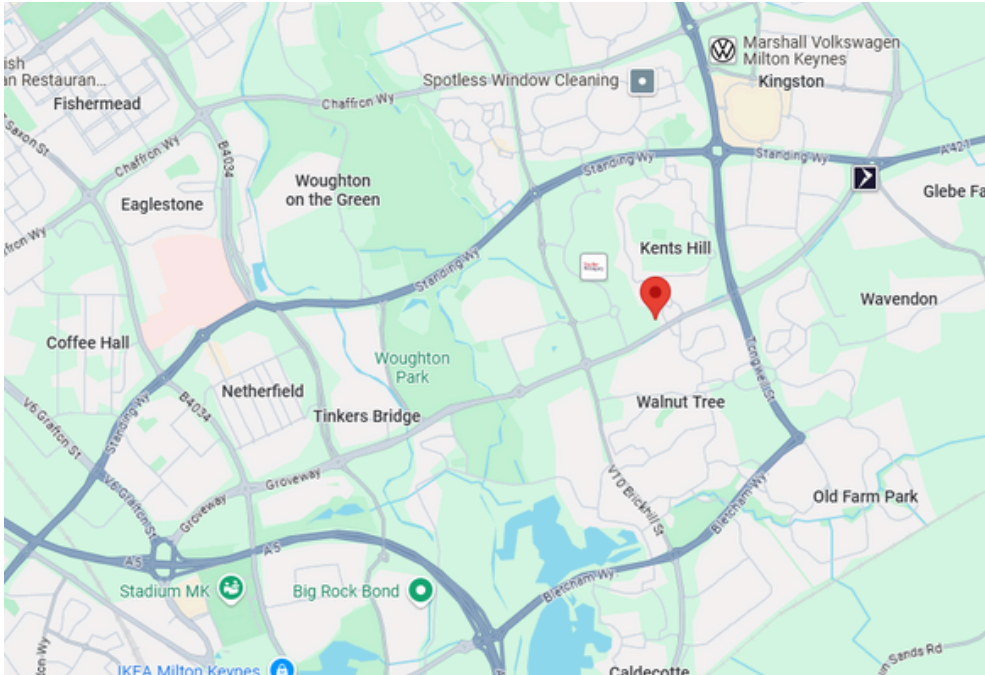 ish
an Restauran...
Fishermead
Saxon St
Chaffron Wy
Chaffron Wy
B4034
Eaglestone
Woughton
on the Green
Spotless Window Cleaning
Marshall Volkswagen
Milton Keynes
Kingston
Standing Wy
Standing Wy
A421
Glebe Fa
affron Wy
Kents Hill
Standing Wy
Wavendon
Coffee Hall
Woughton
Park
Tongwell St
Netherfield
B4034
Tinkers Bridge
Walnut Tree
Standing Wy
V6 Grafton St
V6 Grafton St
Groveway
Groveway
V10 Brickhill St
Bletcham Wy
Old Farm Park
A5
A5
Stadium MK
Big Rock Bond
Bletcham Wy
on Wy
IKEA Milton Keynes
Caldecotte
n Sands Rd